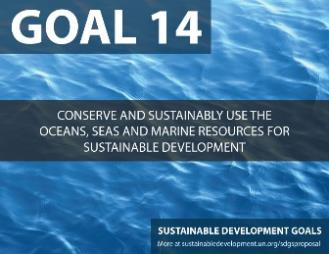 GOAL 14
CONSERVE AND SUSTAINABLY USE THE
OCEANS, SEAS AND MARINE RESOURCES FOR
SUSTAINABLE DEVELOPMENT
SUSTAINABLE DEVELOPMENT GOALS
More at sustainabledevelopment.un.org/sdgsproposal